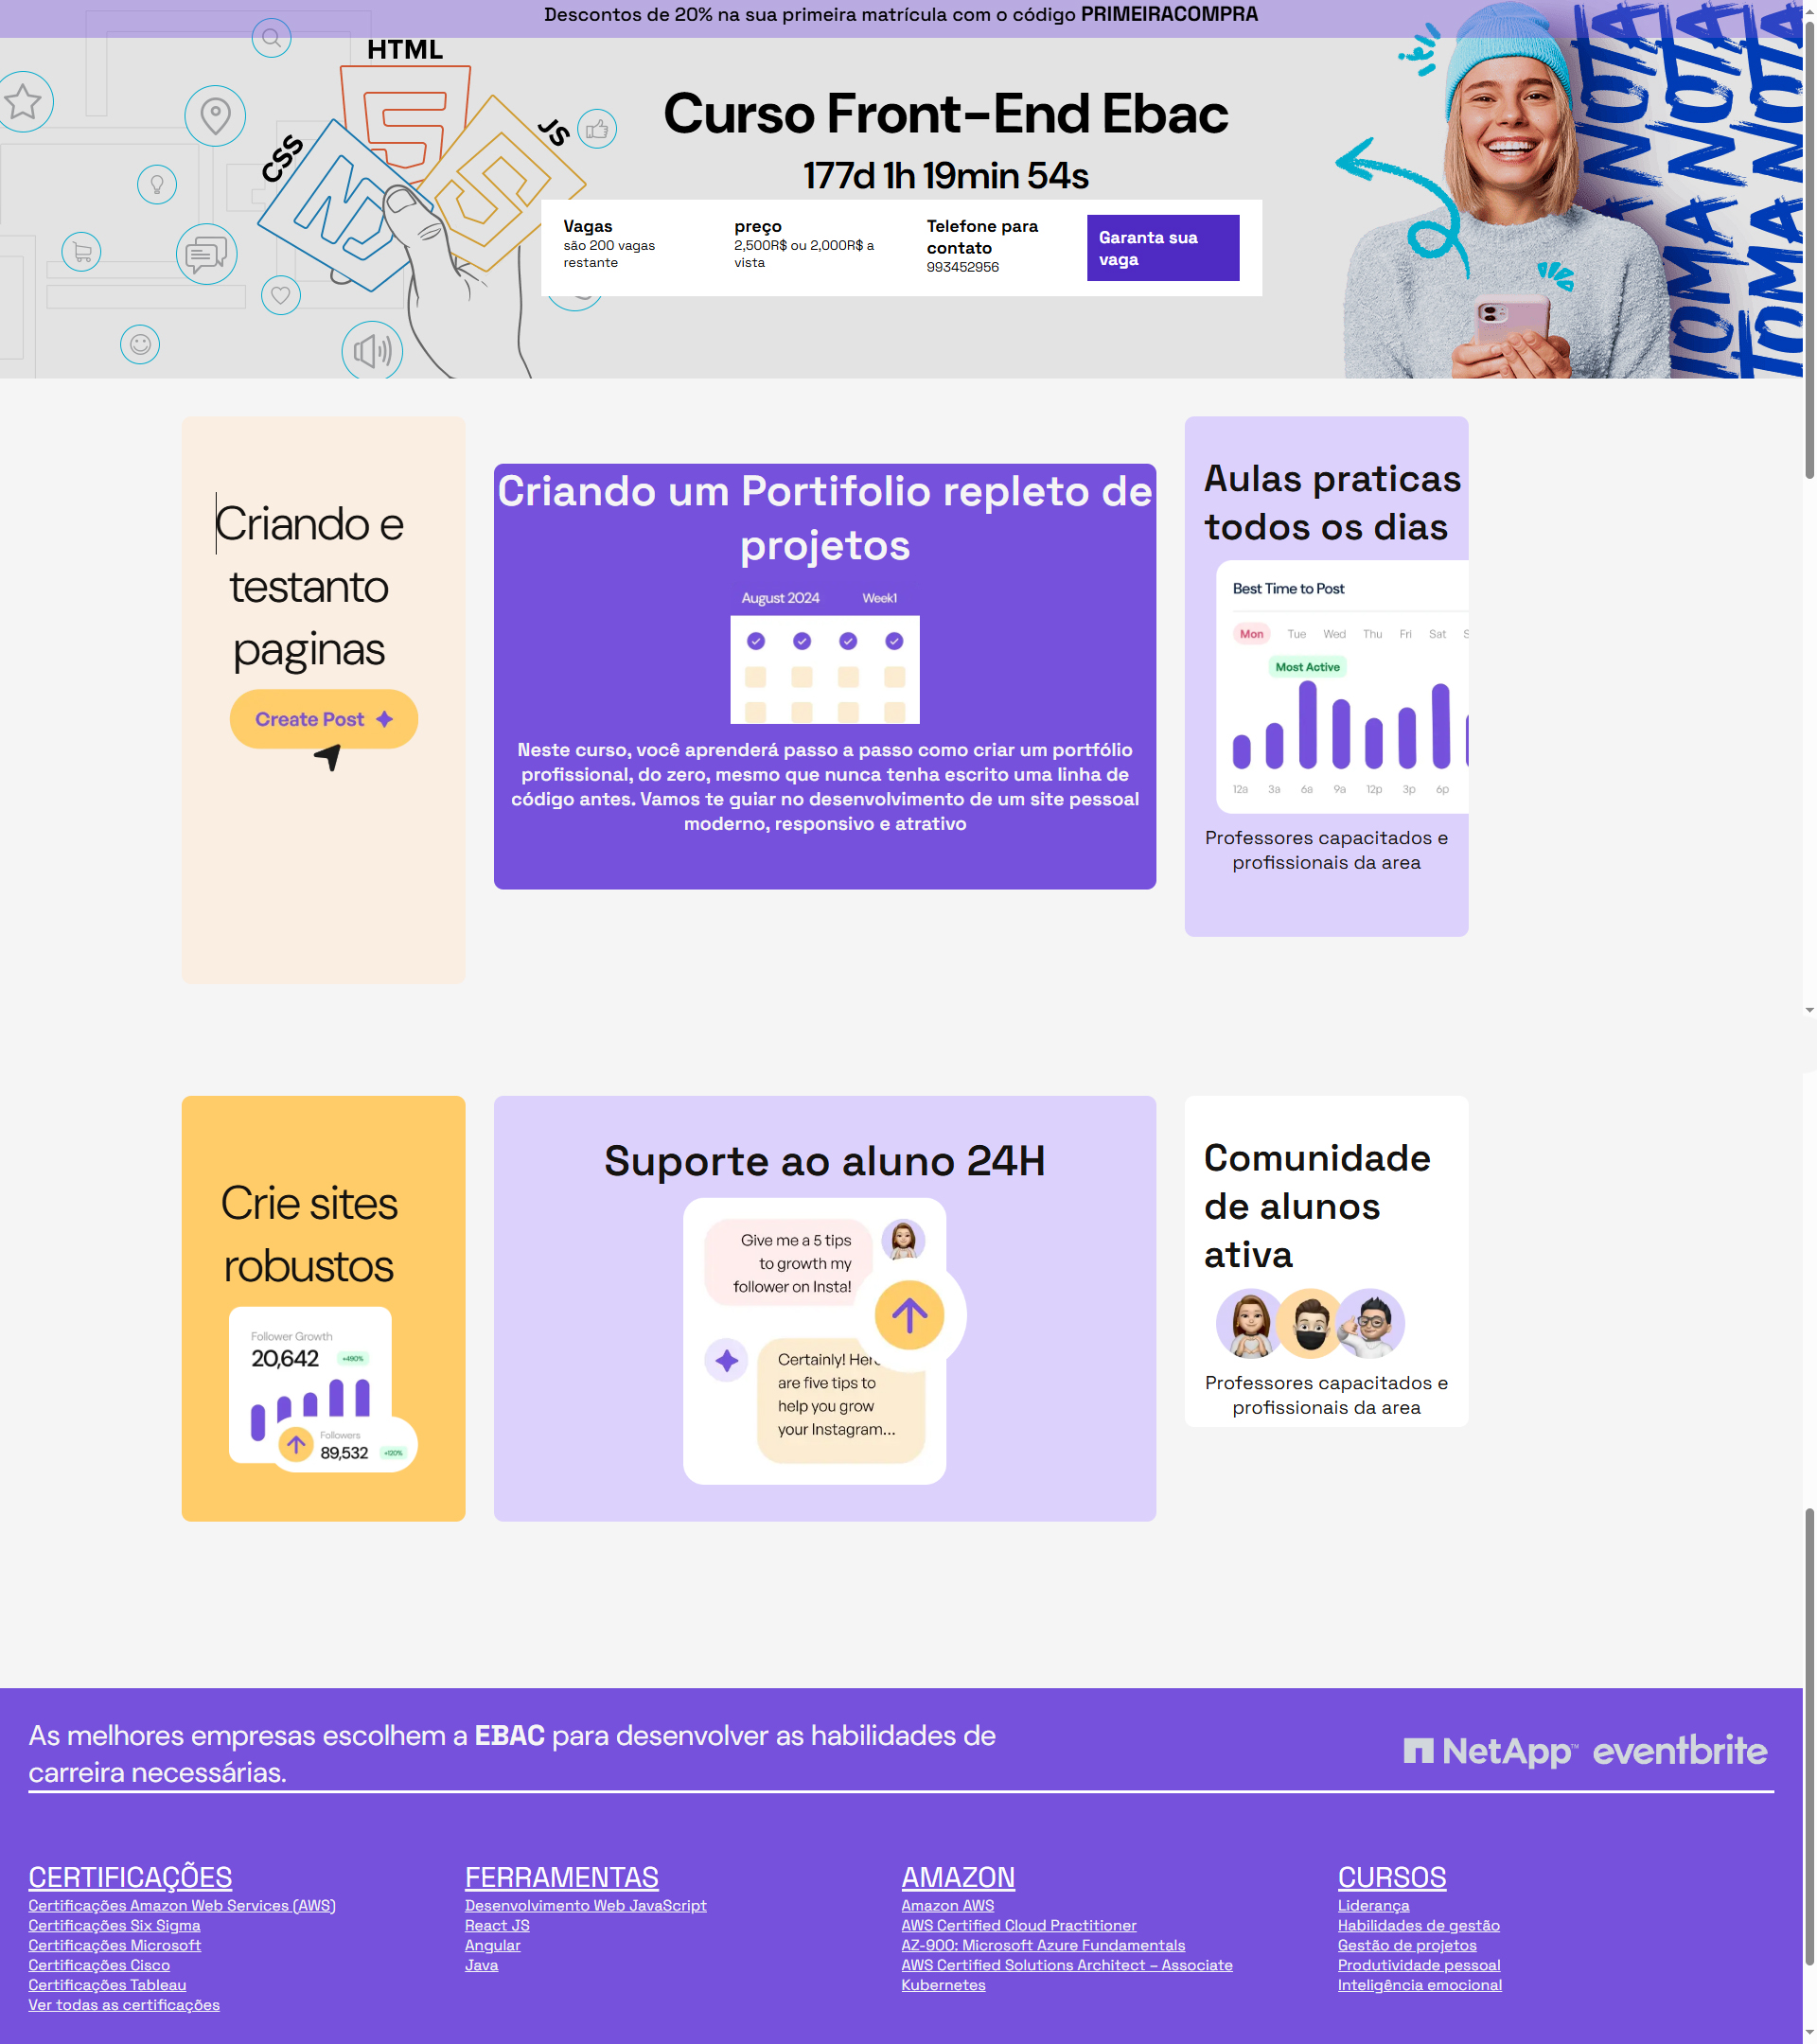 Descontos de 20% na sua primeira matrícula com o código PRIMEIRACOMPRA
HTML
CSS
JS
Curso Front-End Ebac
177d 1h 19min 54s
Vagas
são 200 vagas
restante
preço
2,500R$ ou 2,000R$ a
vista
Telefone para
contato
993452956
Garanta sua
vaga
TOMA NOTA
TOMA NOTA
Criando e
testanto
paginas
Create Post
Criando um Portifolio repleto de
projetos
August 2024 Week1
Neste curso, você aprenderá passo a passo como criar um portfólio
profissional, do zero, mesmo que nunca tenha escrito uma linha de
código antes. Vamos te guiar no desenvolvimento de um site pessoal
moderno, responsivo e atrativo
Aulas praticas
todos os dias
Best Time to Post
Mon Tue Wed Thu Fri Sat S
Most Active
12a 3a 6a 9a 12p 3p 6p
Professores capacitados e
profissionais da area
Crie sites
robustos
Follower Growth
20,642 +490%
Followers
89,532 +120%
Suporte ao aluno 24H
Give me a 5 tips
to growth my
follower on Insta!
Certainly! Here
are five tips to
help you grow
your Instagram...
Comunidade
de alunos
ativa
Professores capacitados e
profissionais da area
As melhores empresas escolhem a EBAC para desenvolver as habilidades de
carreira necessárias.
NetApp™ eventbrite
CERTIFICAÇÕES
Certificações Amazon Web Services (AWS)
Certificações Six Sigma
Certificações Microsoft
Certificações Cisco
Certificações Tableau
Ver todas as certificações
FERRAMENTAS
Desenvolvimento Web JavaScript
React JS
Angular
Java
AMAZON
Amazon AWS
AWS Certified Cloud Practitioner
AZ-900: Microsoft Azure Fundamentals
AWS Certified Solutions Architect – Associate
Kubernetes
CURSOS
Liderança
Habilidades de gestão
Gestão de projetos
Produtividade pessoal
Inteligência emocional